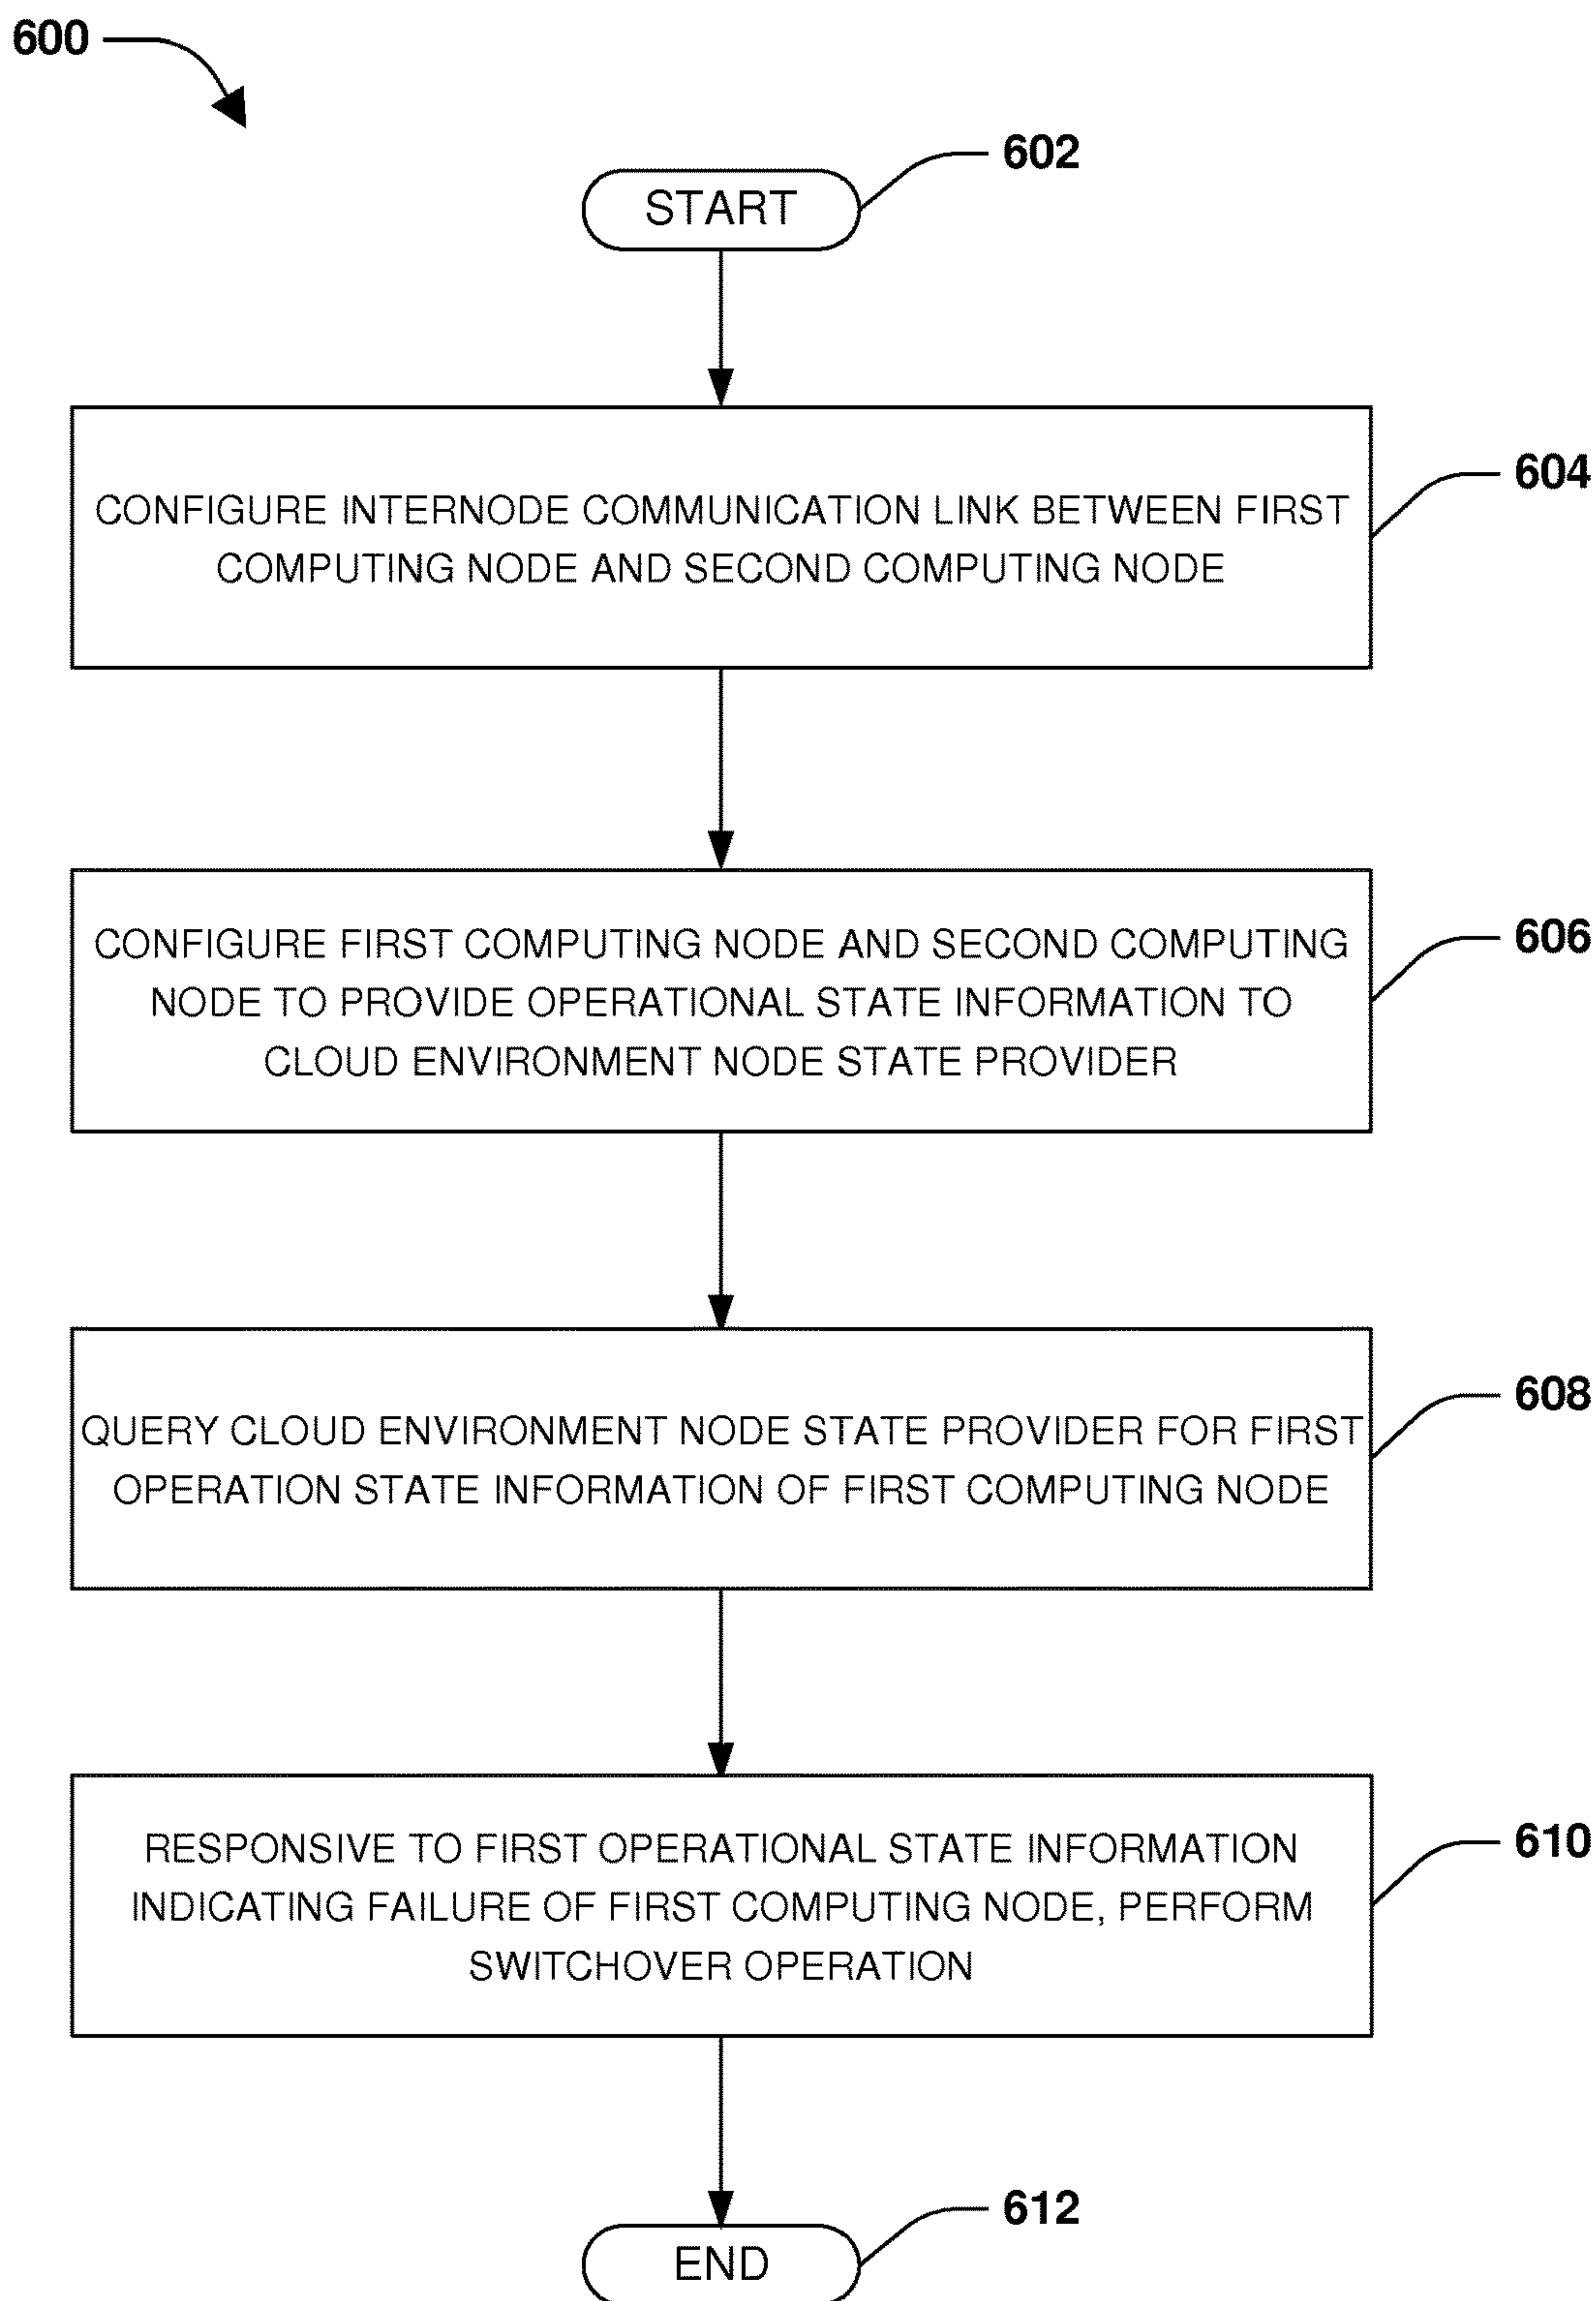 600
602
START
604
CONFIGURE INTERNODE COMMUNICATION LINK BETWEEN FIRST
COMPUTING NODE AND SECOND COMPUTING NODE
606
CONFIGURE FIRST COMPUTING NODE AND SECOND COMPUTING
NODE TO PROVIDE OPERATIONAL STATE INFORMATION TO
CLOUD ENVIRONMENT NODE STATE PROVIDER
608
QUERY CLOUD ENVIRONMENT NODE STATE PROVIDER FOR FIRST
OPERATION STATE INFORMATION OF FIRST COMPUTING NODE
610
RESPONSIVE TO FIRST OPERATIONAL STATE INFORMATION
INDICATING FAILURE OF FIRST COMPUTING NODE, PERFORM
SWITCHOVER OPERATION
612
END